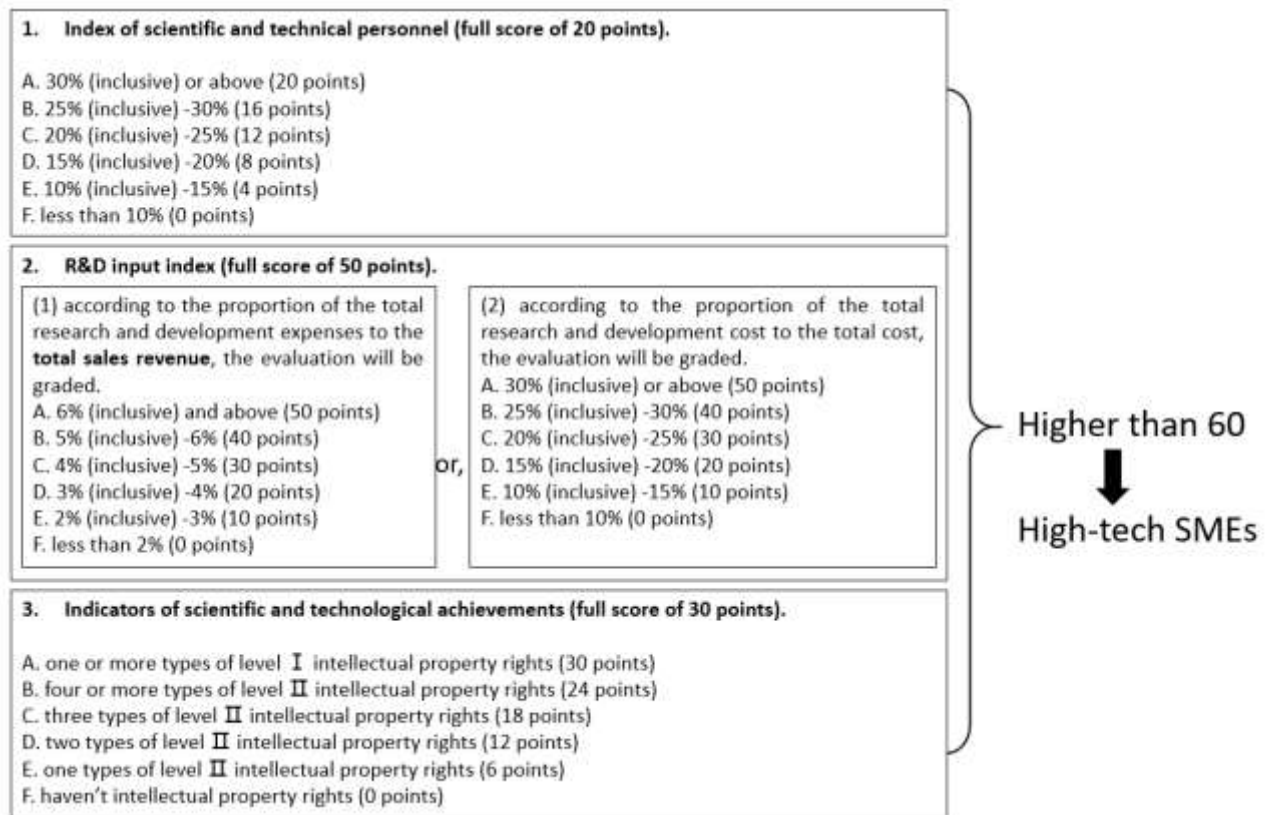 1. Index of scientific and technical personnel (full score of 20 points).
A. 30% (inclusive) or above (20 points)
B. 25% (inclusive) -30% (16 points)
C. 20% (inclusive) -25% (12 points)
D. 15% (inclusive) -20% (8 points)
E. 10% (inclusive) -15% (4 points)
F. less than 10% (0 points)
2. R&D input index (full score of 50 points).
(1) according to the proportion of the total
research and development expenses to the
total sales revenue, the evaluation will be
graded.
A. 6% (inclusive) and above (50 points)
B. 5% (inclusive) -6% (40 points)
C. 4% (inclusive) -5% (30 points)
D. 3% (inclusive) -4% (20 points)
E. 2% (inclusive) -3% (10 points)
F. less than 2% (0 points)
or,
(2) according to the proportion of the total
research and development cost to the total cost,
the evaluation will be graded.
A. 30% (inclusive) or above (50 points)
B. 25% (inclusive) -30% (40 points)
C. 20% (inclusive) -25% (30 points)
D. 15% (inclusive) -20% (20 points)
E. 10% (inclusive) -15% (10 points)
F. less than 10% (0 points)
3. Indicators of scientific and technological achievements (full score of 30 points).
A. one or more types of level Ⅰ intellectual property rights (30 points)
B. four or more types of level Ⅱ intellectual property rights (24 points)
C. three types of level Ⅱ intellectual property rights (18 points)
D. two types of level Ⅱ intellectual property rights (12 points)
E. one types of level Ⅱ intellectual property rights (6 points)
F. haven't intellectual property rights (0 points)
Higher than 60
High-tech SMEs